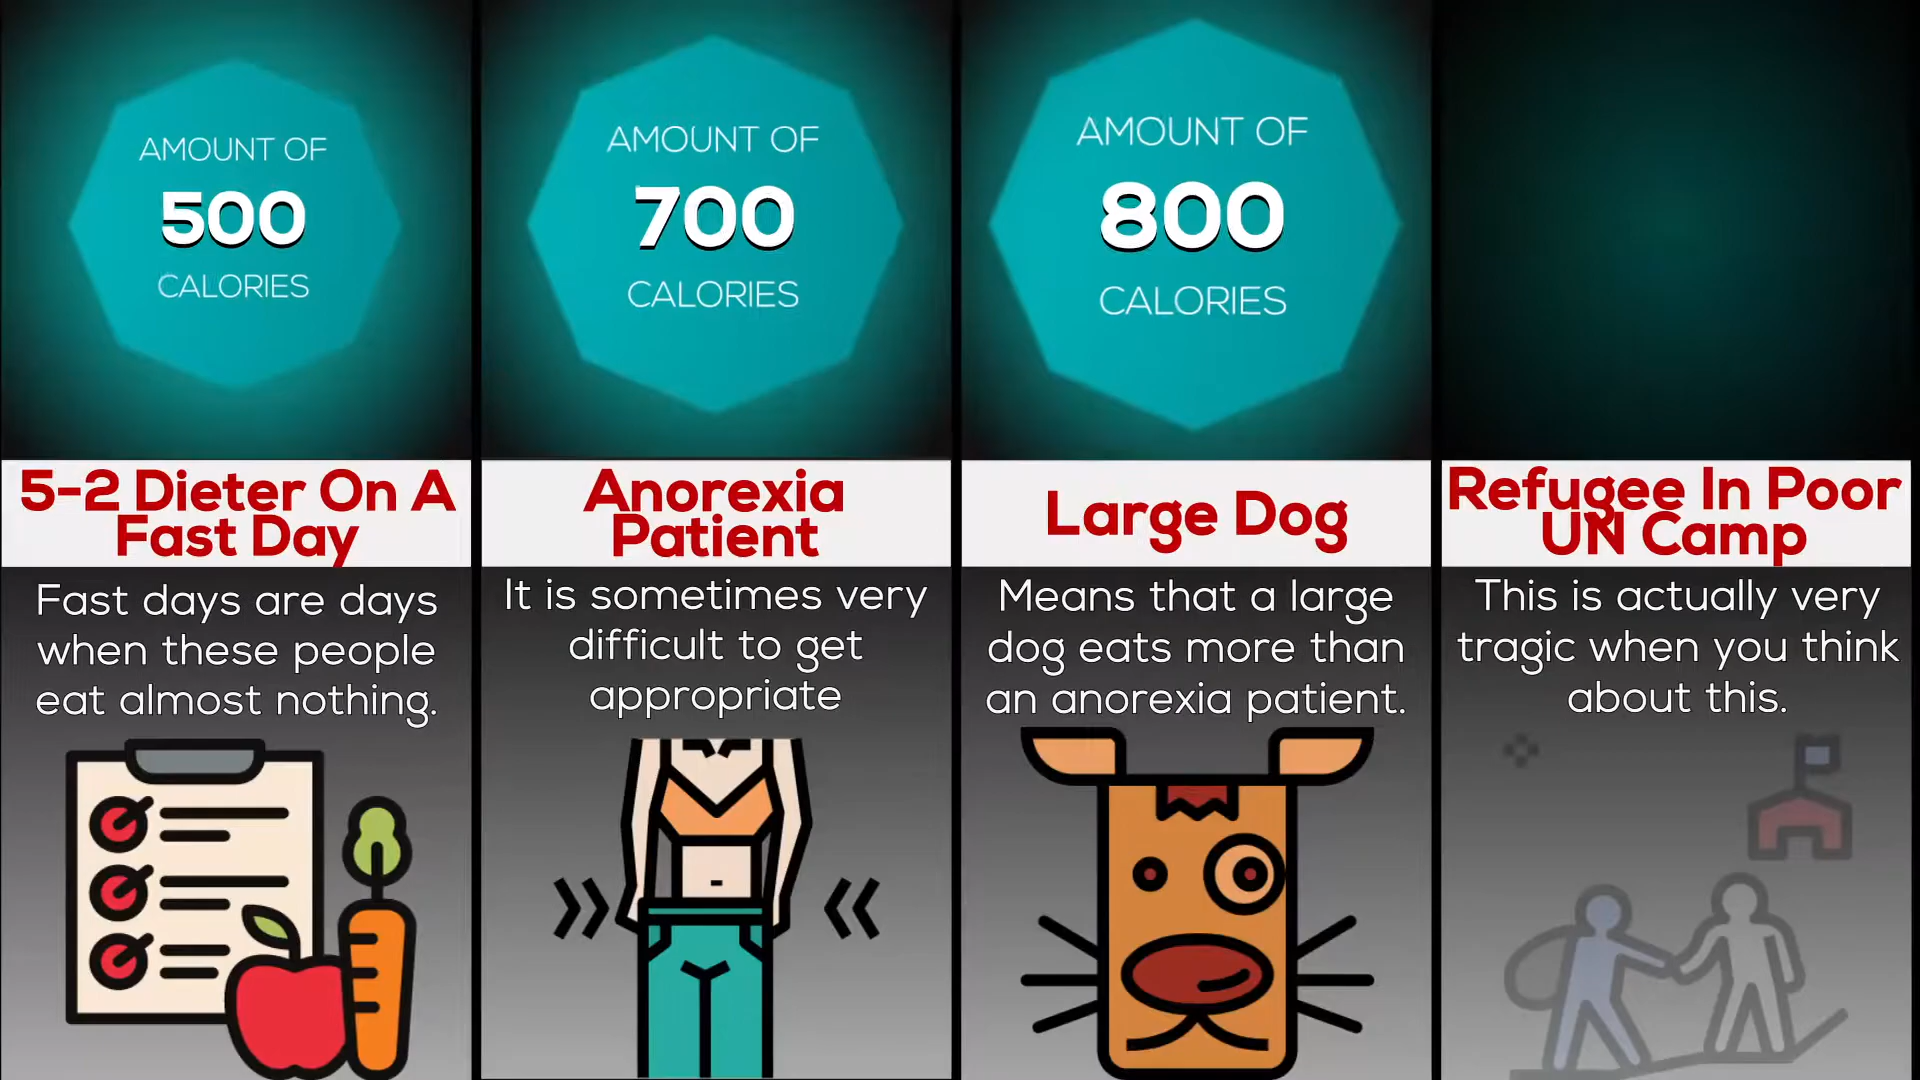 AMOUNT OF
500
CALORIES
5-2 Dieter On A
Fast Day
Fast days are days
when these people
eat almost nothing.
AMOUNT OF
700
CALORIES
Anorexia
Patient
It is sometimes very
difficult to get
appropriate
AMOUNT OF
800
CALORIES
Large Dog
Means that a large
dog eats more than
an anorexia patient.
Refugee In Poor
UN Camp
This is actually very
tragic when you think
about this.